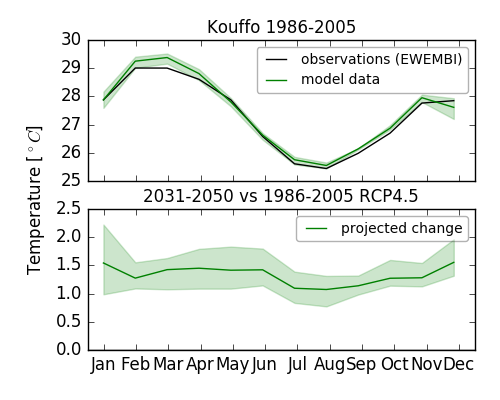 Kouffo 1986-2005
30
29
28
27
26
25
observations (EWEMBI)
model data
Temperature [°C]
2031-2050 vs 1986-2005 RCP4.5
2.5
2.0
1.5
1.0
0.5
0.0
projected change
Jan Feb Mar Apr May Jun Jul Aug Sep Oct Nov Dec